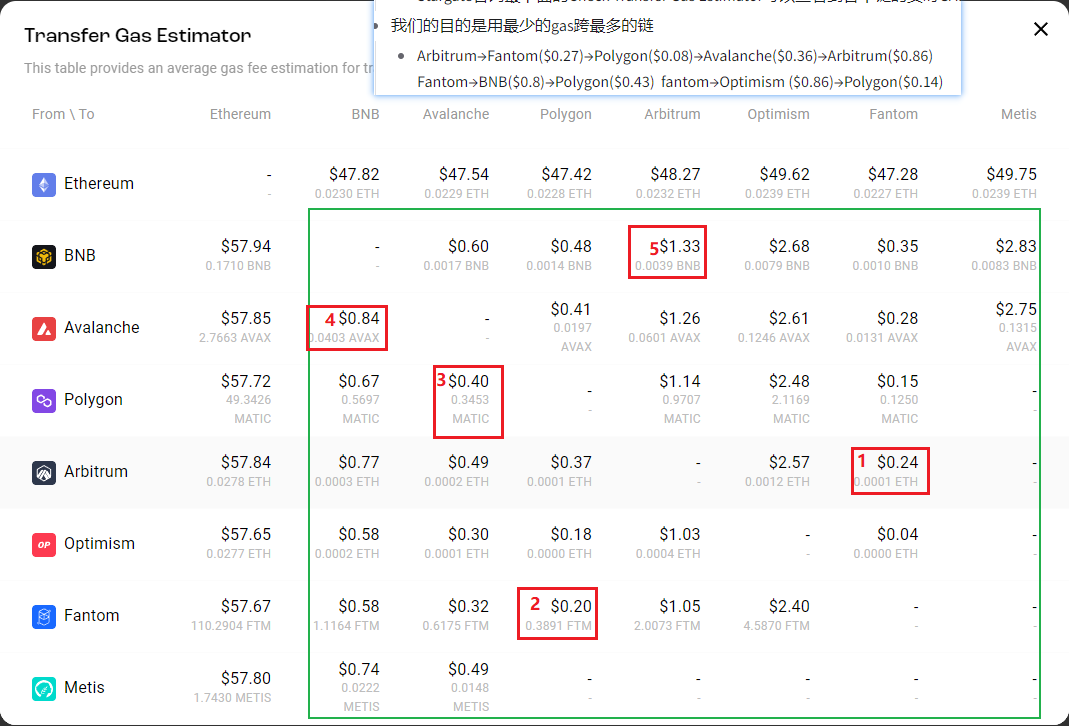 Transfer Gas Estimator
This table provides an average gas fee estimation for
我们的目的是用最少的gas跨最多的链
Arbitrum→Fantom($0.27)→Polygon($0.08)→Avalanche($0.36)→Arbitrum($0.86)
Fantom→BNB($0.8)→Polygon($0.43) fantom→Optimism ($0.86)→Polygon($0.14)
From \ To Ethereum BNB Avalanche Polygon Arbitrum Optimism Fantom Metis
Ethereum - $47.82 $47.54 $47.42 $48.27 $49.62 $47.28 $49.75
- 0.0230 ETH 0.0229 ETH 0.0228 ETH 0.0232 ETH 0.0239 ETH 0.0227 ETH 0.0239 ETH
BNB $57.94 - $0.60 $0.48 5 $1.33 $2.68 $0.35 $2.83
0.1710 BNB - 0.0017 BNB 0.0014 BNB 0.0039 BNB 0.0079 BNB 0.0010 BNB 0.0083 BNB
Avalanche $57.85 4 $0.84 - $0.41 $1.26 $2.61 $0.28 $2.75
2.7663 AVAX 0.0403 AVAX - 0.0197 AVAX 0.0601 AVAX 0.1246 AVAX 0.0131 AVAX 0.1315 AVAX
Polygon $57.72 $0.67 3 $0.40 - $1.14 $2.48 $0.15 -
49.3426 MATIC 0.5697 MATIC 0.3453 MATIC - 0.9707 MATIC 2.1169 MATIC 0.1250 MATIC -
Arbitrum $57.84 $0.77 $0.49 $0.37 - $2.57 1 $0.24 -
0.0278 ETH 0.0003 ETH 0.0002 ETH 0.0001 ETH - 0.0012 ETH 0.0001 ETH -
OP Optimism $57.65 $0.58 $0.30 $0.18 $1.03 - $0.04 -
0.0277 ETH 0.0002 ETH 0.0001 ETH 0.0000 ETH 0.0004 ETH - 0.0000 ETH -
Fantom $57.67 $0.58 $0.32 2 $0.20 $1.05 $2.40 - -
110.2904 FTM 1.1164 FTM 0.6175 FTM 0.3891 FTM 2.0073 FTM 4.5870 FTM - -
Metis $57.80 $0.74 $0.49 - - - - -
1.7430 METIS 0.0222 METIS 0.0148 METIS - - - - -